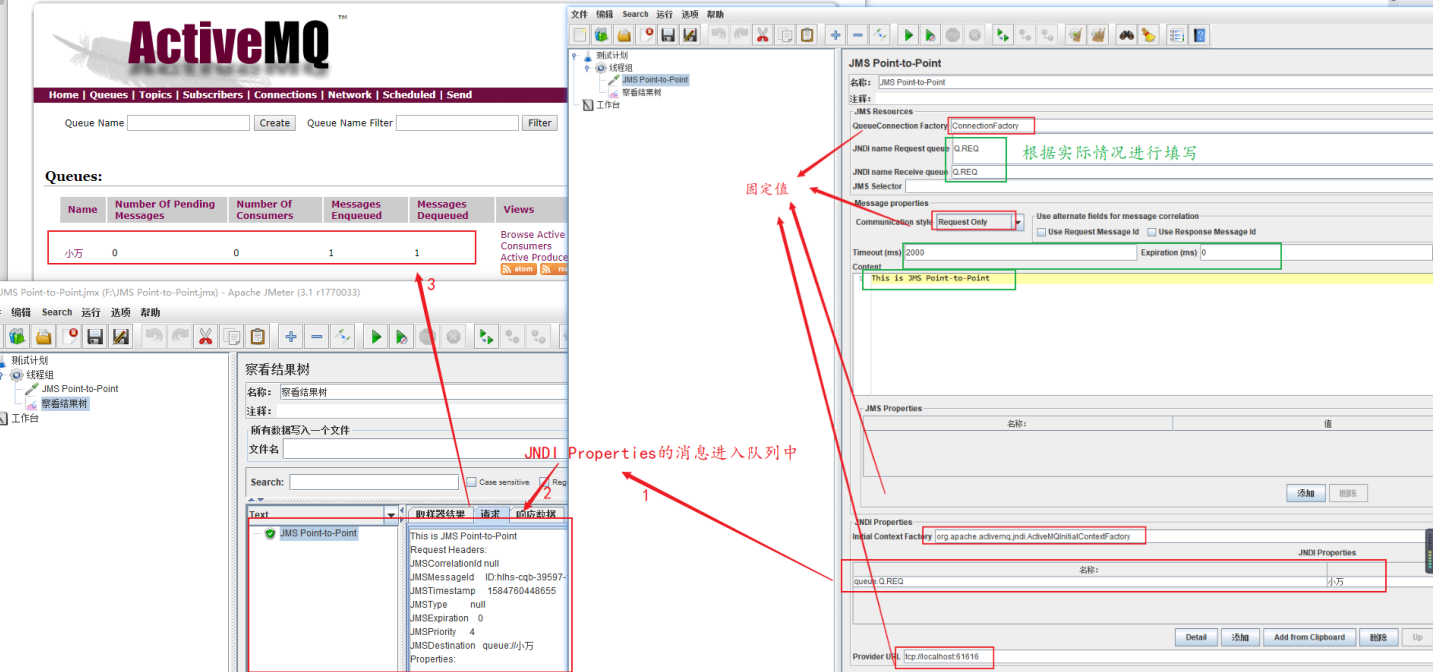 ActiveMQ™
Home | Queues | Topics | Subscribers | Connections | Network | Scheduled | Send
Queue Name Create Queue Name Filter Filter
Queues:
Name Number Of Pending Messages Number Of Consumers Messages Enqueued Messages Dequeued Views
小万 0 0 1 1
Browse Active
Consumers
Active Produce
atom
3
JMS Point-to-Point.jmx (F:\JMS Point-to-Point.jmx) - Apache JMeter (3.1 r1770033)
编辑 Search 运行 选项 帮助
测试计划
线程组
JMS Point-to-Point
察看结果树
工作台
察看结果树
名称: 察看结果树
注释:
所有数据写入一个文件
文件名
Search: Case sensitive Reg
Text
取样器结果 请求 响应数据
JMS Point-to-Point
This is JMS Point-to-Point
Request Headers:
JMSCorrelationId null
JMSMessageId ID:hlhs-cqb-39597-
JMSTimestamp 1584760448655
JMSType null
JMSExpiration 0
JMSPriority 4
JMSDestination queue://小万
Properties:
JNDI Properties的消息进入队列中
2
1
文件 编辑 Search 运行 选项 帮助
测试计划
线程组
JMS Point-to-Point
察看结果树
工作台
固定值
JMS Point-to-Point
名称: JMS Point-to-Point
注释:
JMS Resources
QueueConnection Factory ConnectionFactory
JNDI name Request queue Q.REQ
根据实际情况进行填写
JNDI name Receive queue Q.REQ
JMS Selector
Message properties
Communication style Request Only
Use alternate fields for message correlation
Use Request Message Id Use Response Message Id
Timeout (ms) 2000 Expiration (ms) 0
Content
1 This is JMS Point-to-Point
JMS Properties
名称: 值
添加 删除
JNDI Properties
Initial Context Factory org.apache.activemq.jndi.ActiveMQInitialContextFactory
JNDI Properties
名称:
queue.Q.REQ 小万
Detail 添加 Add from Clipboard 删除 Up
Provider URL tcp://localhost:61616